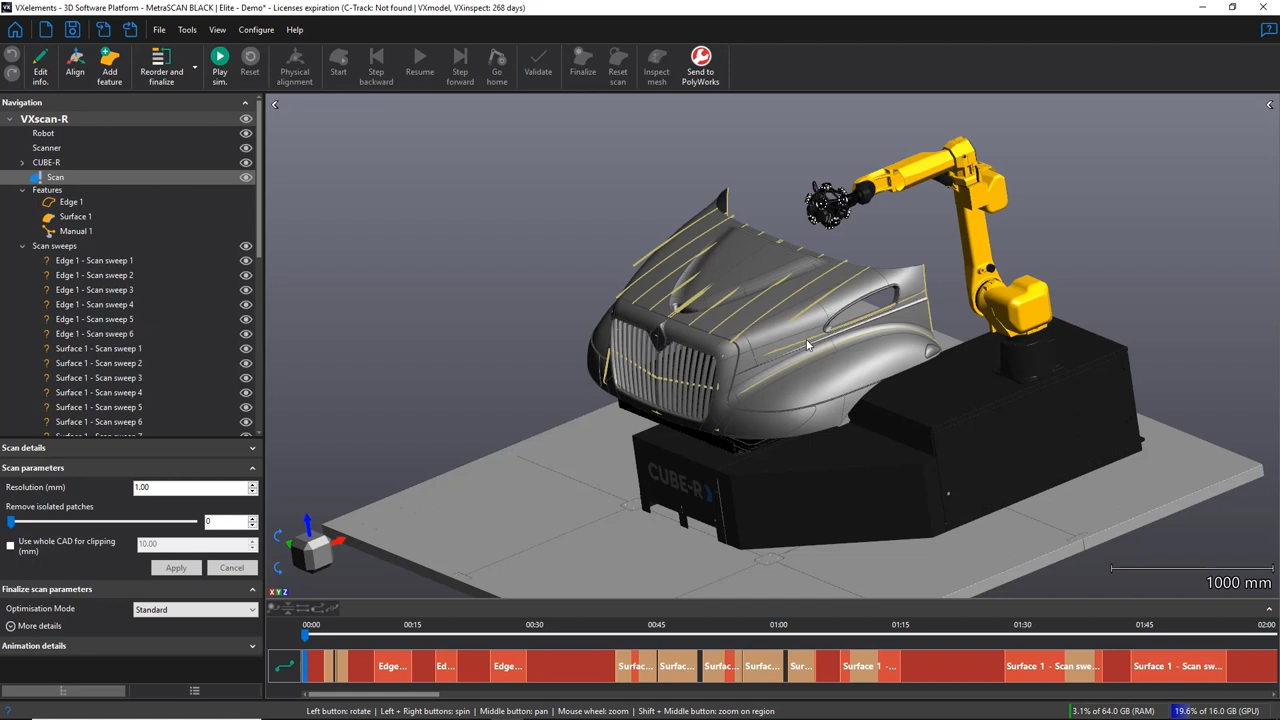 VXelements - 3D Software Platform - MetraSCAN BLACK | Elite - Demo* - Licenses expiration (C-Track: Not found | VXmodel, VXinspect: 268 days)
File Tools View Configure Help
Edit info. Align Add feature Reorder and finalize Play sim. Reset Physical alignment Start Step backward Resume Step forward Go home Validate Finalize Reset scan Inspect mesh Send to PolyWorks
Navigation
VXscan-R
Robot
Scanner
CUBE-R
Scan
Features
Edge 1
Surface 1
Manual 1
Scan sweeps
Edge 1 - Scan sweep 1
Edge 1 - Scan sweep 2
Edge 1 - Scan sweep 3
Edge 1 - Scan sweep 4
Edge 1 - Scan sweep 5
Edge 1 - Scan sweep 6
Surface 1 - Scan sweep 1
Surface 1 - Scan sweep 2
Surface 1 - Scan sweep 3
Surface 1 - Scan sweep 4
Surface 1 - Scan sweep 5
Surface 1 - Scan sweep 6
Scan details
Scan parameters
Resolution (mm) 1.00
Remove isolated patches
0
Use whole CAD for clipping (mm) 10.00
Apply Cancel
Finalize scan parameters
Optimisation Mode Standard
More details
Animation details
CUBE-R
1000 mm
X Y Z
00:00 00:15 00:30 00:45 01:00 01:15 01:30 01:45 02:00
Edge... Ed... Edge... Surfac... Surfac... Surfac... Surfac... Sur... Surface 1 -... Surface 1 - Scan swe... Surface 1 - Scan sw...
Left button: rotate | Left + Right buttons: spin | Middle button: pan | Mouse wheel: zoom | Shift + Middle button: zoom on region
3.1% of 64.0 GB (RAM) 19.6% of 16.0 GB (GPU)